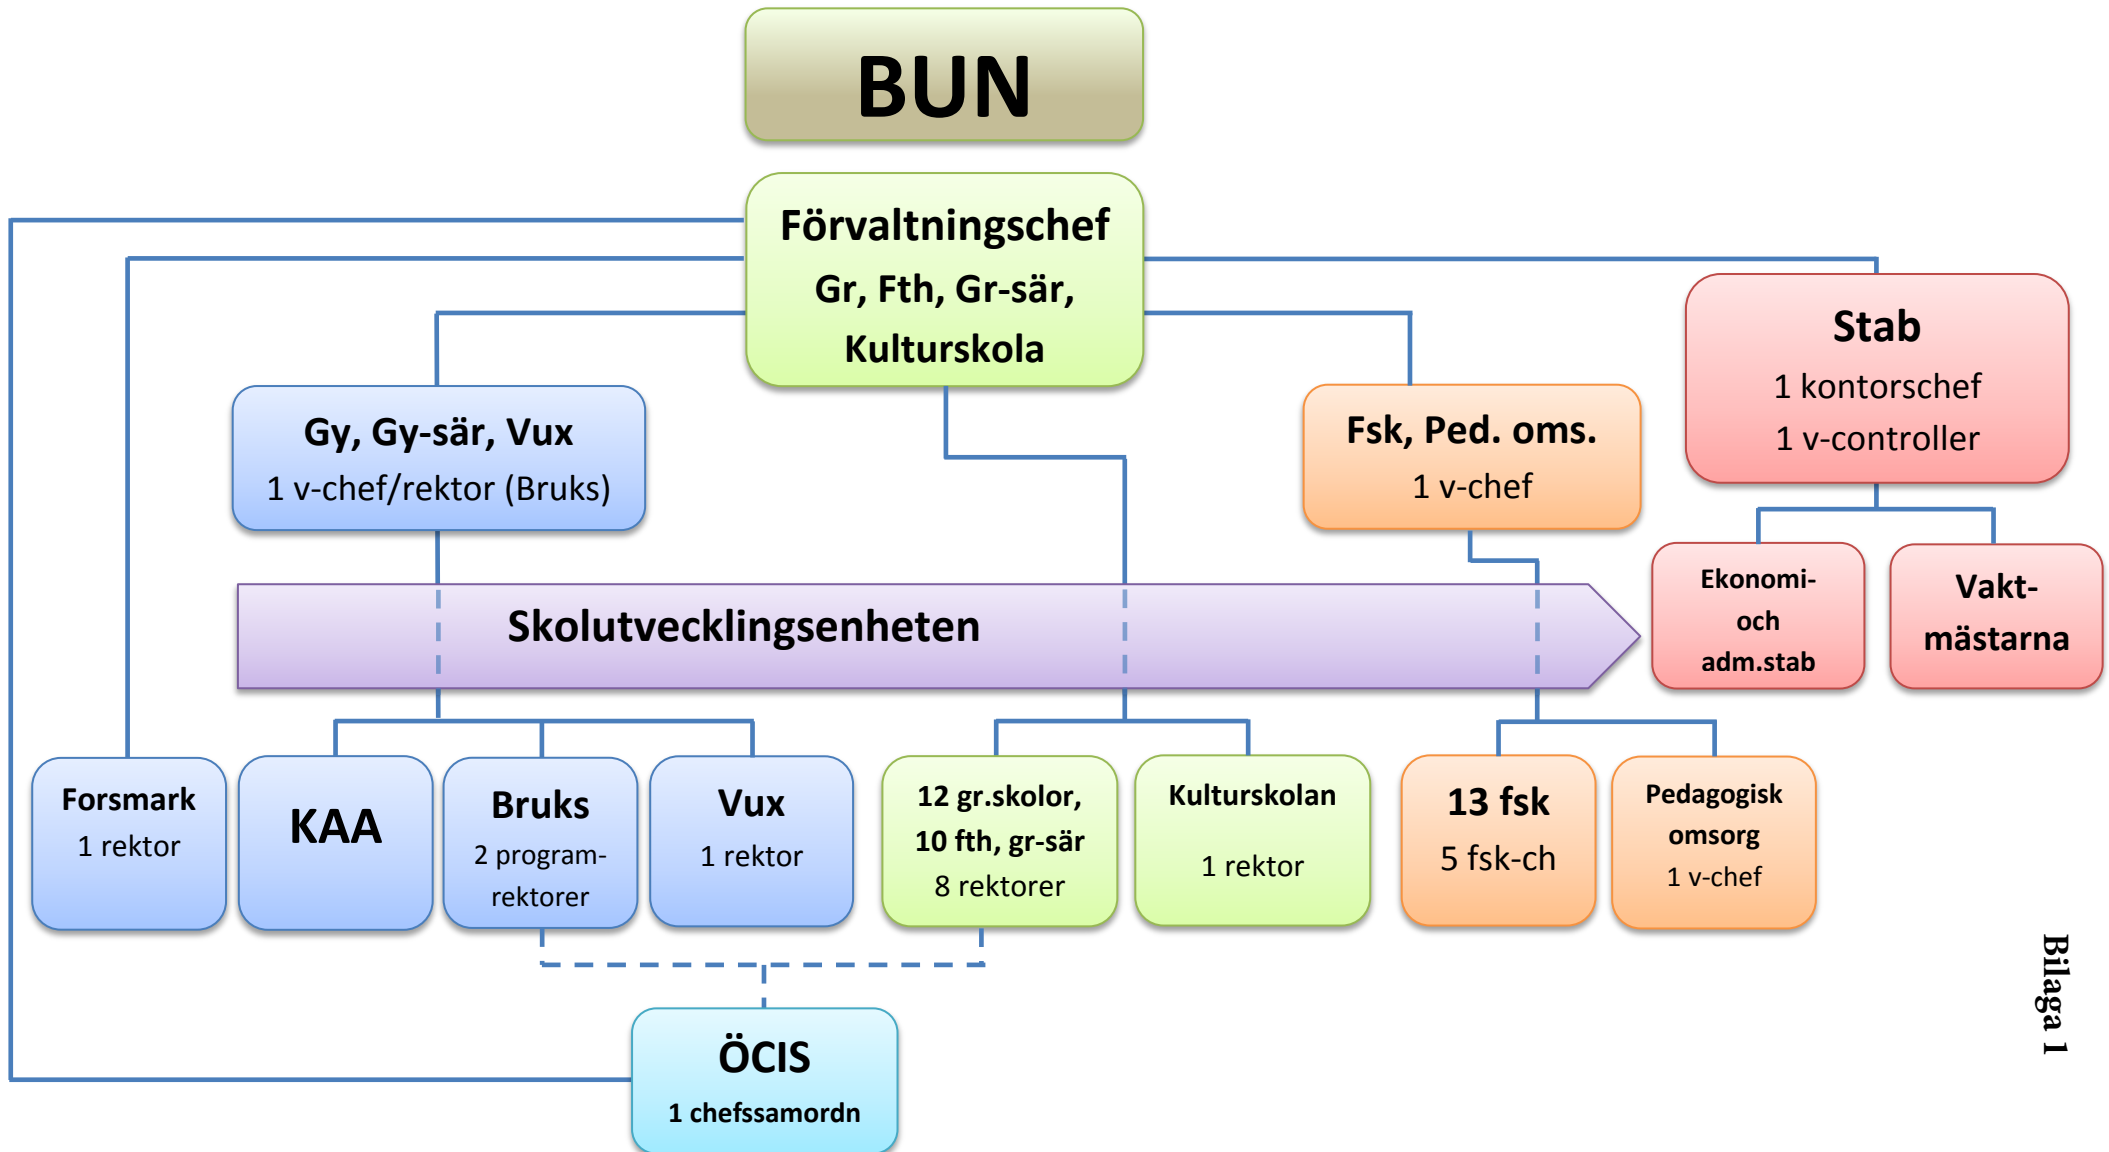 BUN
Förvaltningschef
Gr, Fth, Gr-sär,
Kulturskola
Stab
1 kontorschef
1 v-controller
Gy, Gy-sär, Vux
1 v-chef/rektor (Bruks)
Fsk, Ped. oms.
1 v-chef
Ekonomi-
och
adm.stab
Vakt-
mästarna
Skolutvecklingsenheten
Forsmark
1 rektor
KAA
Bruks
2 program-
rektorer
Vux
1 rektor
12 gr.skolor,
10 fth, gr-sär
8 rektorer
Kulturskolan
1 rektor
13 fsk
5 fsk-ch
Pedagogisk
omsorg
1 v-chef
ÖCIS
1 chefssamordn
Bilaga 1